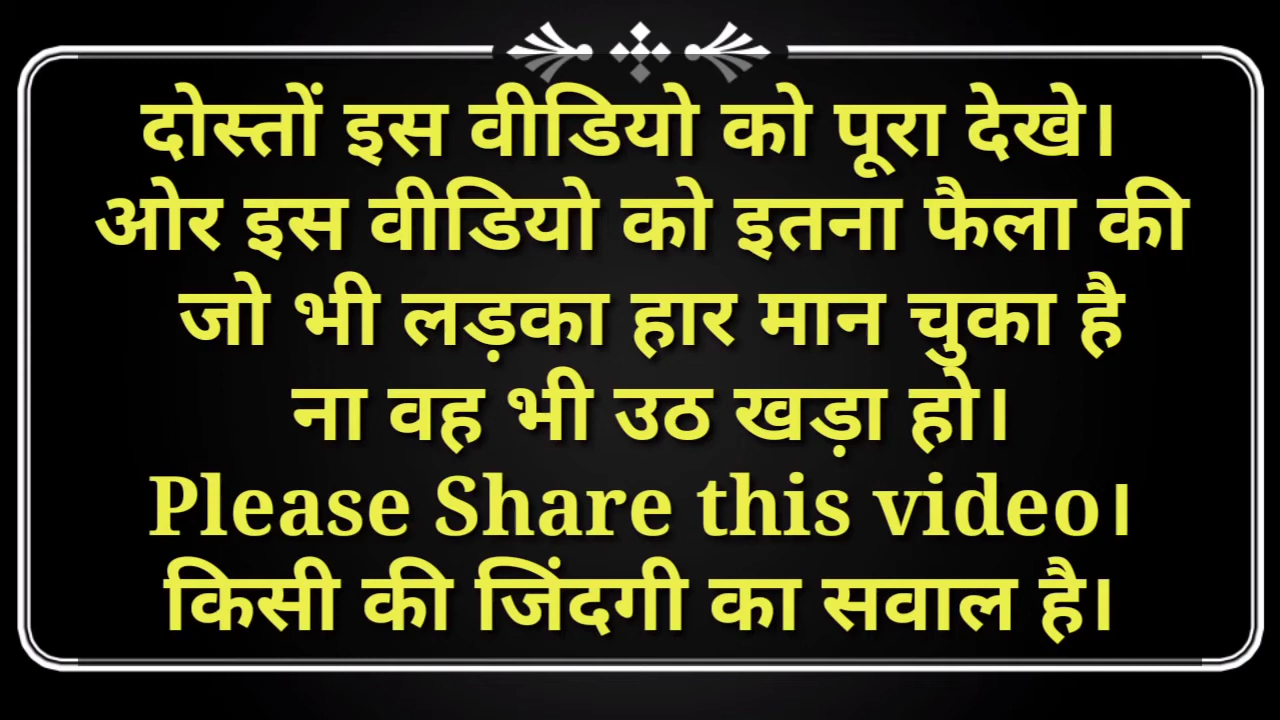 दोस्तों इस वीडियो को पूरा देखे।
ओर इस वीडियो को इतना फैला की
जो भी लड़का हार मान चुका है
ना वह भी उठ खड़ा हो।
Please Share this video।
किसी की जिंदगी का सवाल है।